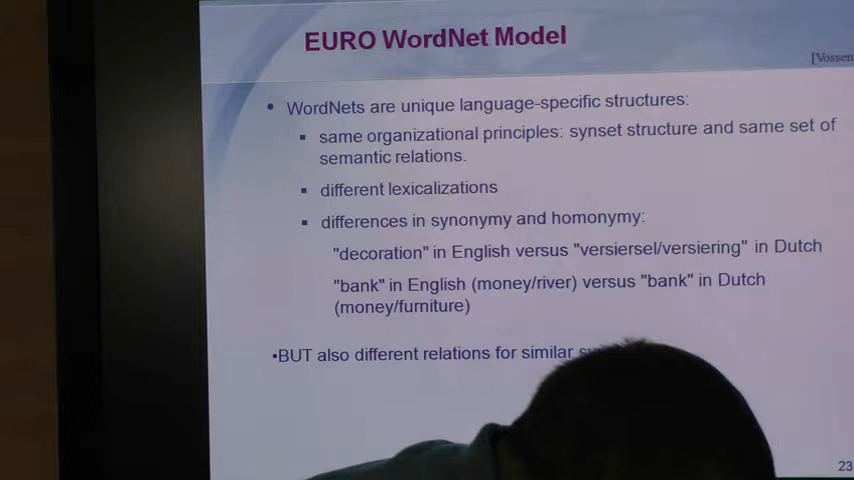 EURO WordNet Model
[Vossen
• WordNets are unique language-specific structures:
▪ same organizational principles: synset structure and same set of
semantic relations.
▪ different lexicalizations
▪ differences in synonymy and homonymy:
"decoration" in English versus "versiersel/versiering" in Dutch
"bank" in English (money/river) versus "bank" in Dutch
(money/furniture)
•BUT also different relations for similar
23